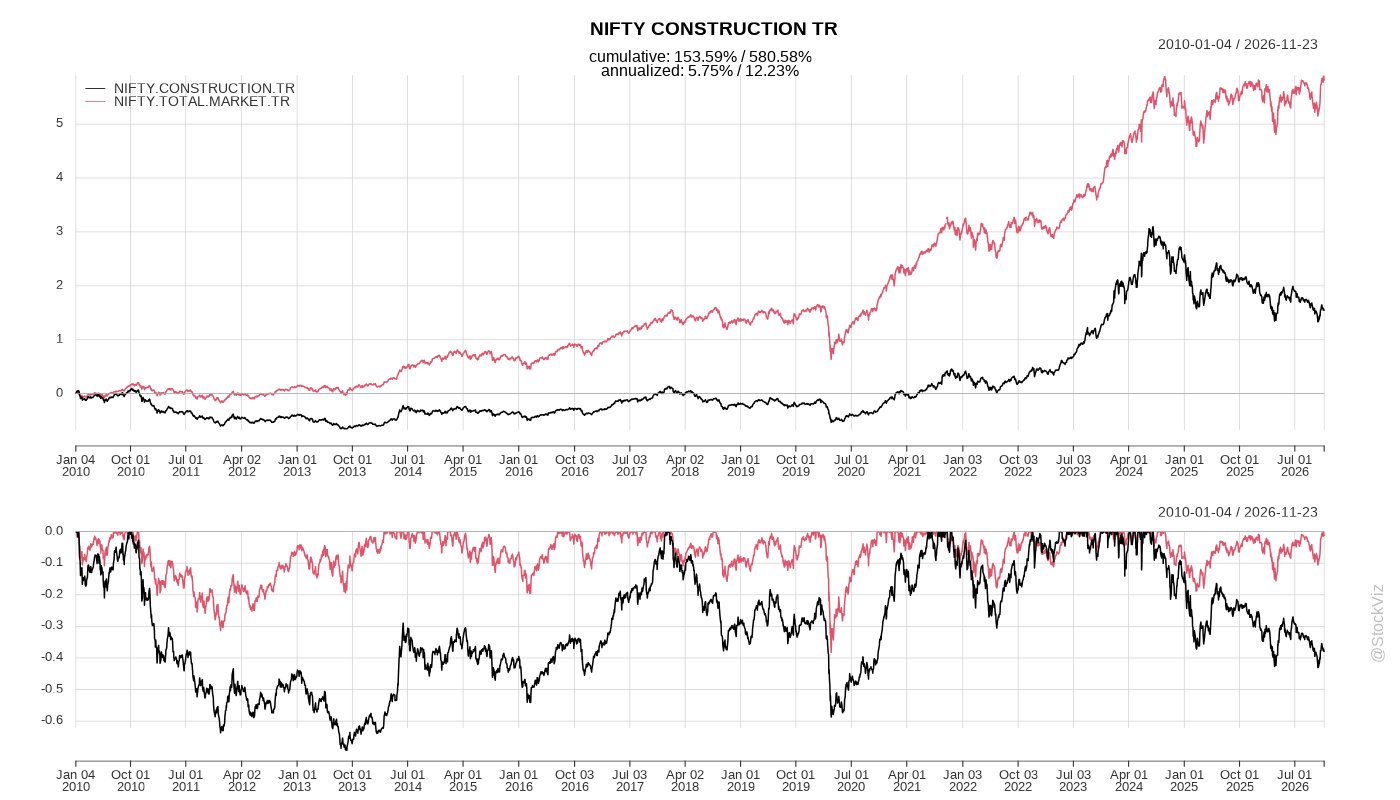 NIFTY CONSTRUCTION TR
2010-01-04 / 2026-11-23
cumulative: 153.59% / 580.58%
annualized: 5.75% / 12.23%
NIFTY.CONSTRUCTION.TR
NIFTY.TOTAL.MARKET.TR
5
4
3
2
1
0
Jan 04 Oct 01 Jul 01 Apr 02 Jan 01 Oct 01 Jul 01 Apr 01 Jan 01 Oct 03 Jul 03 Apr 02 Jan 01 Oct 01 Jul 01 Apr 01 Jan 03 Oct 03 Jul 03 Apr 01 Jan 01 Oct 01 Jul 01
2010 2010 2011 2012 2013 2013 2014 2015 2016 2016 2017 2018 2019 2019 2020 2021 2022 2022 2023 2024 2025 2025 2026
2010-01-04 / 2026-11-23
0.0
-0.1
-0.2
-0.3
-0.4
-0.5
-0.6
Jan 04 Oct 01 Jul 01 Apr 02 Jan 01 Oct 01 Jul 01 Apr 01 Jan 01 Oct 03 Jul 03 Apr 02 Jan 01 Oct 01 Jul 01 Apr 01 Jan 03 Oct 03 Jul 03 Apr 01 Jan 01 Oct 01 Jul 01
2010 2010 2011 2012 2013 2013 2014 2015 2016 2016 2017 2018 2019 2019 2020 2021 2022 2022 2023 2024 2025 2025 2026
@StockViz